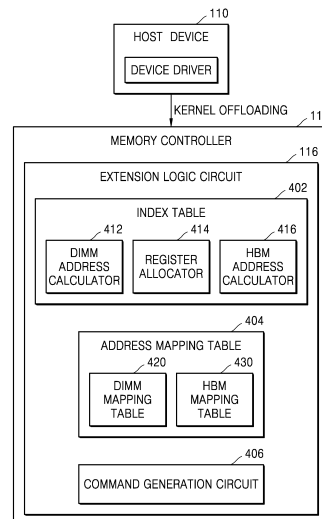 110
HOST DEVICE
DEVICE DRIVER
KERNEL OFFLOADING
11
MEMORY CONTROLLER
116
EXTENSION LOGIC CIRCUIT
402
INDEX TABLE
412
414
416
DIMM
ADDRESS
CALCULATOR
REGISTER
ALLOCATOR
HBM
ADDRESS
CALCULATOR
404
ADDRESS MAPPING TABLE
420
430
DIMM
MAPPING
TABLE
HBM
MAPPING
TABLE
406
COMMAND GENERATION CIRCUIT